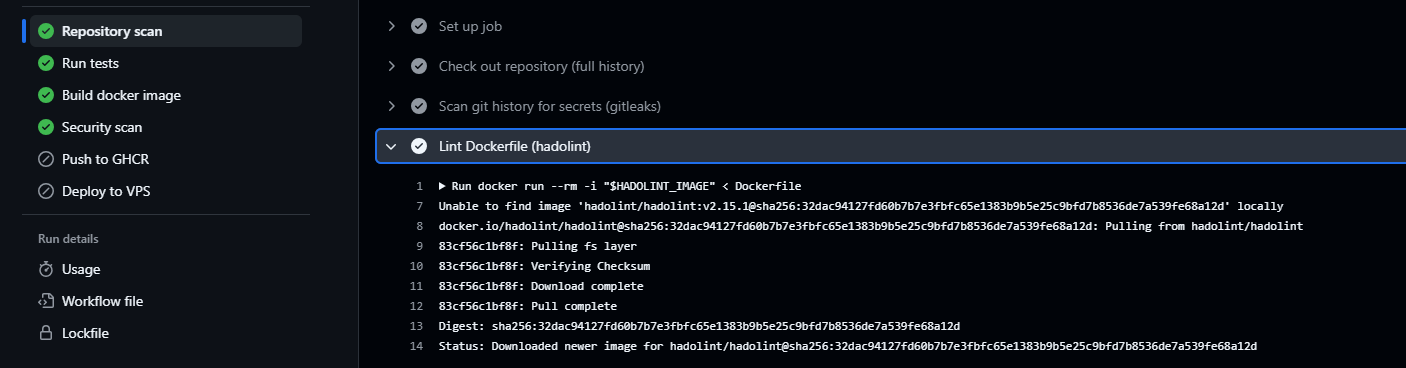 Repository scan
Run tests
Build docker image
Security scan
Push to GHCR
Deploy to VPS
Run details
Usage
Workflow file
Lockfile
Set up job
Check out repository (full history)
Scan git history for secrets (gitleaks)
Lint Dockerfile (hadolint)
1 Run docker run --rm -i "$HADOLINT_IMAGE" < Dockerfile
7 Unable to find image 'hadolint/hadolint:v2.15.1@sha256:32dac94127fd60b7b7e3fbfc65e1383b9b5e25c9bfd7b8536de7a539fe68a12d' locally
8 docker.io/hadolint/hadolint@sha256:32dac94127fd60b7b7e3fbfc65e1383b9b5e25c9bfd7b8536de7a539fe68a12d: Pulling from hadolint/hadolint
9 83cf56c1bf8f: Pulling fs layer
10 83cf56c1bf8f: Verifying Checksum
11 83cf56c1bf8f: Download complete
12 83cf56c1bf8f: Pull complete
13 Digest: sha256:32dac94127fd60b7b7e3fbfc65e1383b9b5e25c9bfd7b8536de7a539fe68a12d
14 Status: Downloaded newer image for hadolint/hadolint@sha256:32dac94127fd60b7b7e3fbfc65e1383b9b5e25c9bfd7b8536de7a539fe68a12d